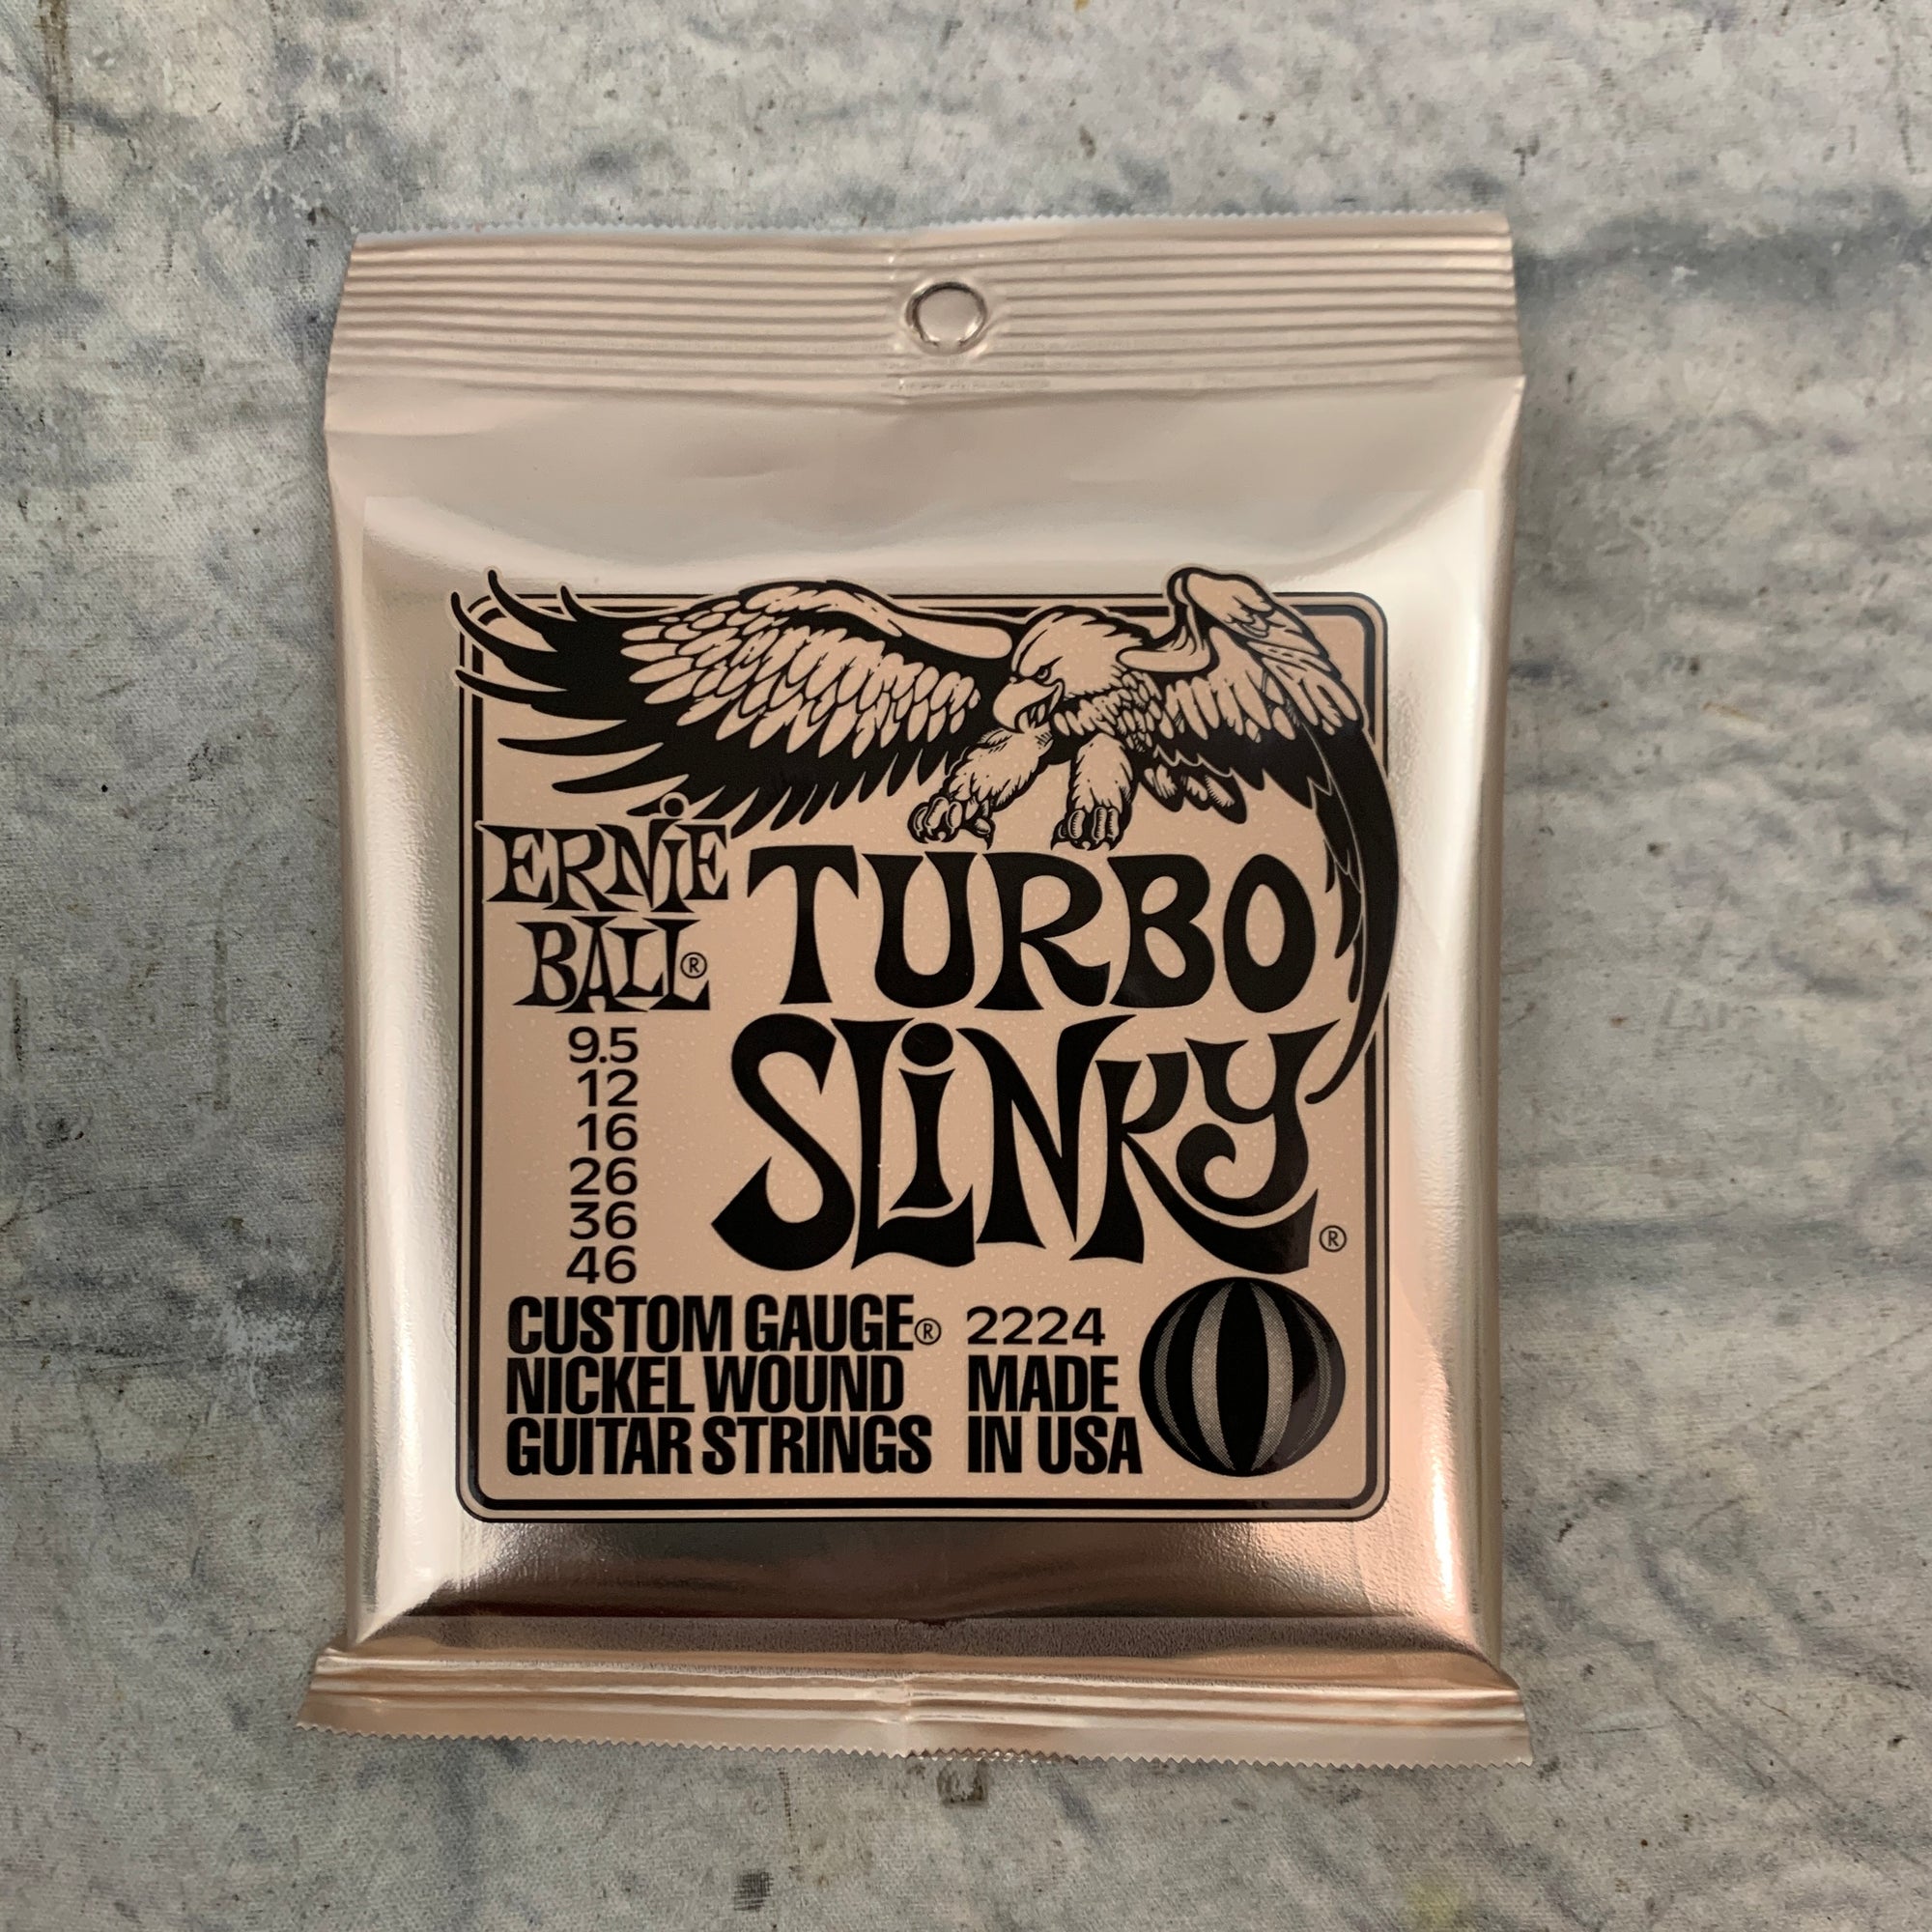 ERNIE
BALL®
TURBO
SLINKY®
9.5
12
16
26
36
46
CUSTOM GAUGE®
NICKEL WOUND
GUITAR STRINGS
2224
MADE
IN USA